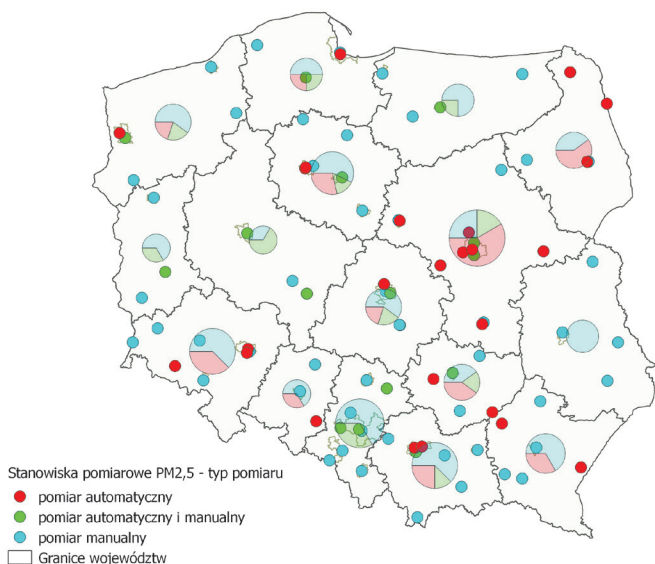 Stanowiska pomiarowe PM2,5 - typ pomiaru
pomiar automatyczny
pomiar automatyczny i manualny
pomiar manualny
Granice województw